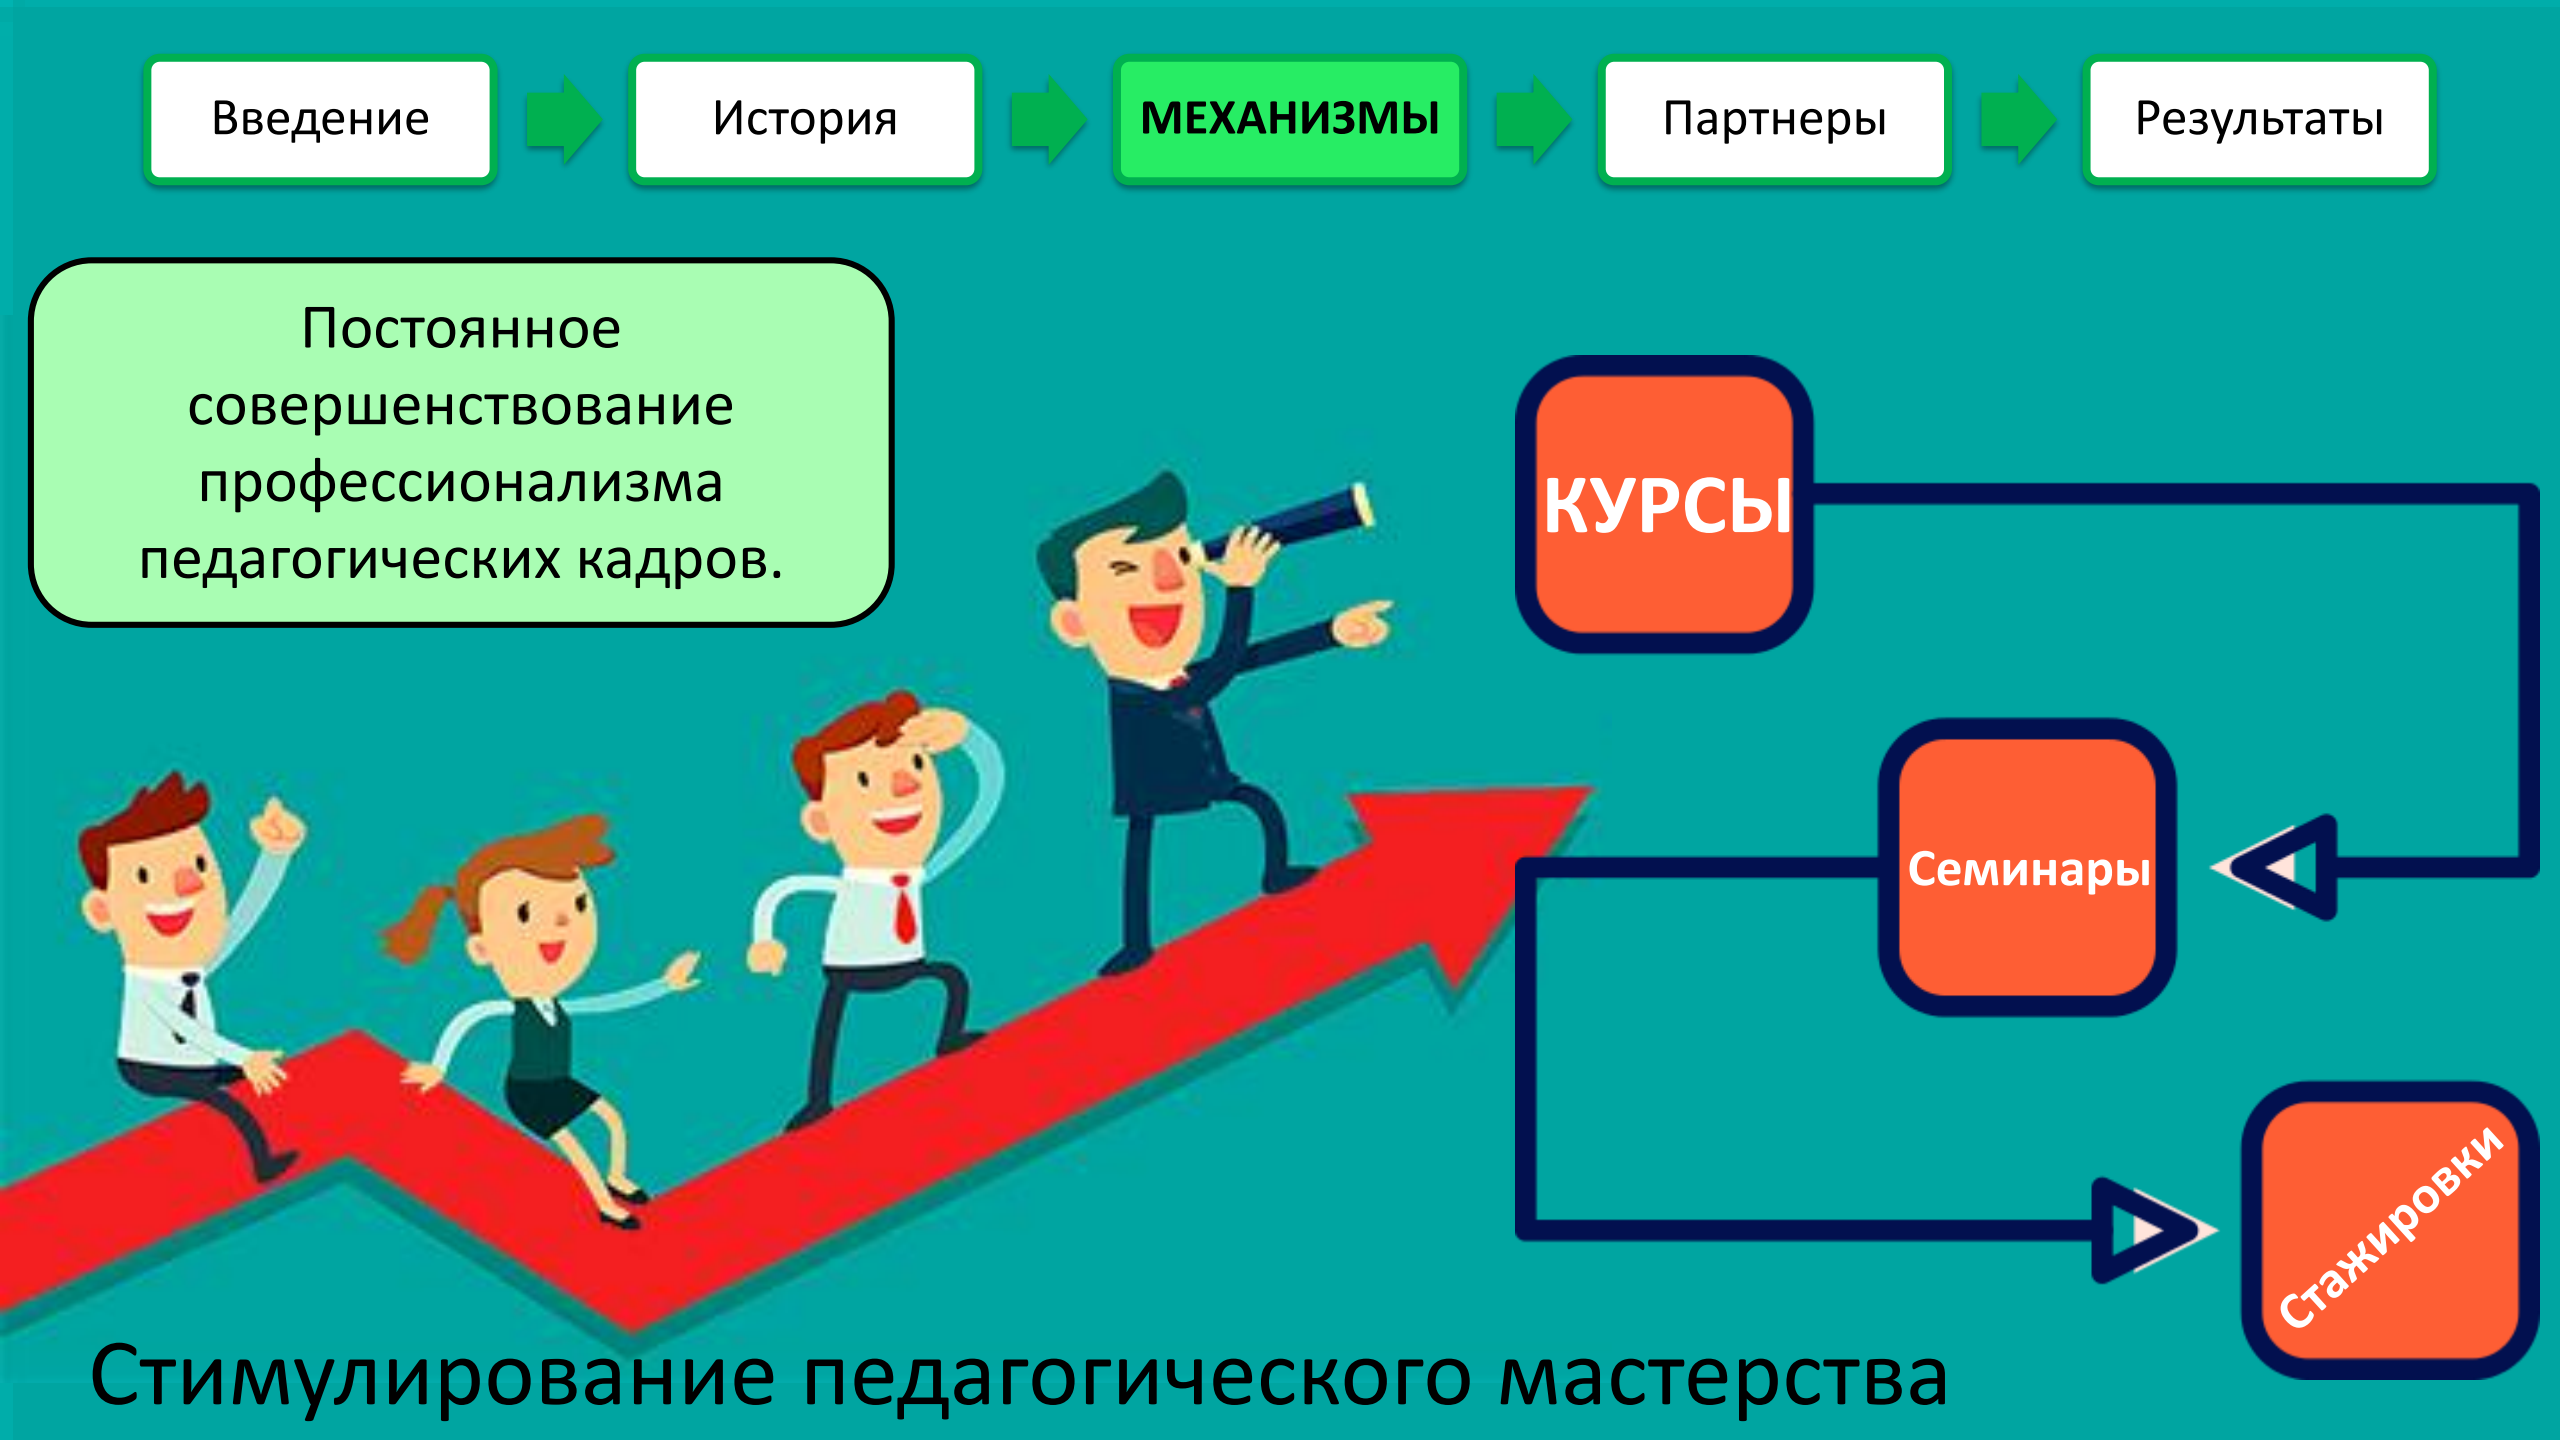 Введение
История
МЕХАНИЗМЫ
Партнеры
Результаты
Постоянное
совершенствование
профессионализма
педагогических кадров.
КУРСЫ
Семинары
Стажировки
Стимулирование педагогического мастерства